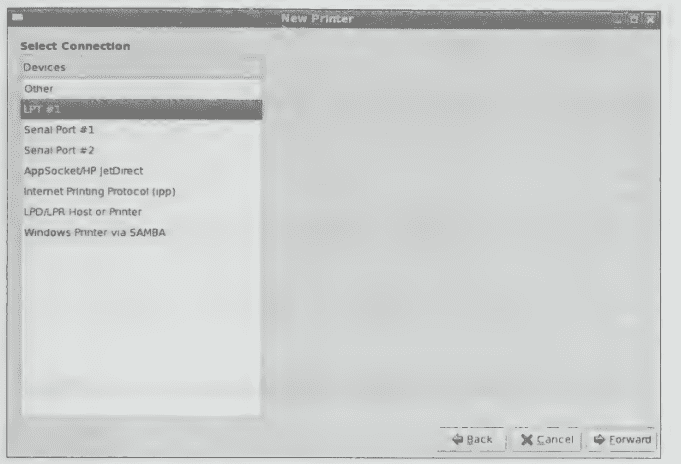 New Printer
Select Connection
Devices
Other
LPT #1
Serial Port #1
Serial Port #2
AppSocket/HP JetDirect
Internet Printing Protocol (ipp)
LPD/LPR Host or Printer
Windows Printer via SAMBA
Back
Cancel
Forward